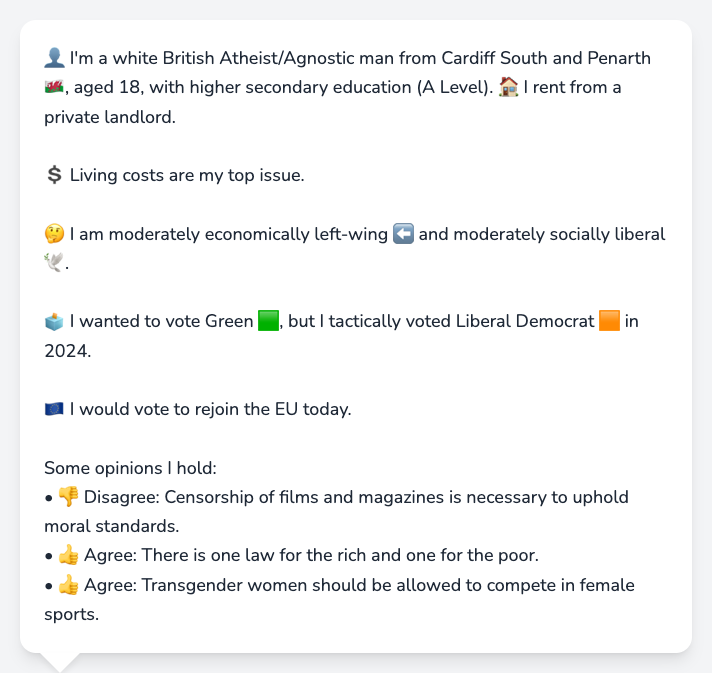 👤 I'm a white British Atheist/Agnostic man from Cardiff South and Penarth
🏴󠁧󠁢󠁷󠁬󠁳󠁿, aged 18, with higher secondary education (A Level). 🏠 I rent from a
private landlord.
💲 Living costs are my top issue.
🤔 I am moderately economically left-wing ⬅️ and moderately socially liberal
🕊️.
🗳️ I wanted to vote Green 🟩, but I tactically voted Liberal Democrat 🟧 in
2024.
🇪🇺 I would vote to rejoin the EU today.
Some opinions I hold:
• 👎 Disagree: Censorship of films and magazines is necessary to uphold
moral standards.
• 👍 Agree: There is one law for the rich and one for the poor.
• 👍 Agree: Transgender women should be allowed to compete in female
sports.